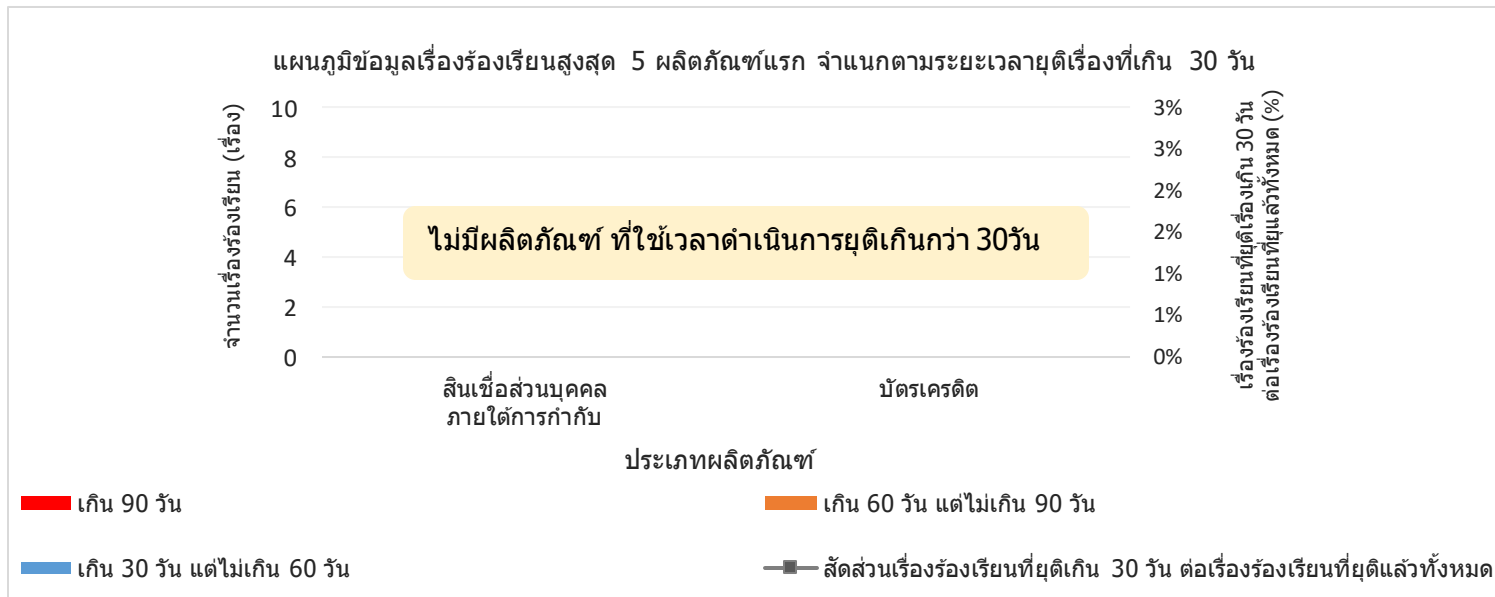 แผนภูมิข้อมูลเรื่องร้องเรียนสูงสุด 5 ผลิตภัณฑ์แรก จำแนกตามระยะเวลายุติเรื่องที่เกิน 30 วัน
จำนวนเรื่องร้องเรียน (เรื่อง)
10
8
6
4
2
0
ไม่มีผลิตภัณฑ์ ที่ใช้เวลาดำเนินการยุติเกินกว่า 30วัน
3%
3%
2%
2%
1%
1%
0%
เรื่องร้องเรียนที่ยุติเรื่องเกิน 30 วัน
ต่อเรื่องร้องเรียนที่ยุแล้วทั้งหมด (%)
สินเชื่อส่วนบุคคล
ภายใต้การกำกับ
บัตรเครดิต
ประเภทผลิตภัณฑ์
เกิน 90 วัน
เกิน 60 วัน แต่ไม่เกิน 90 วัน
เกิน 30 วัน แต่ไม่เกิน 60 วัน
สัดส่วนเรื่องร้องเรียนที่ยุติเกิน 30 วัน ต่อเรื่องร้องเรียนที่ยุติแล้วทั้งหมด